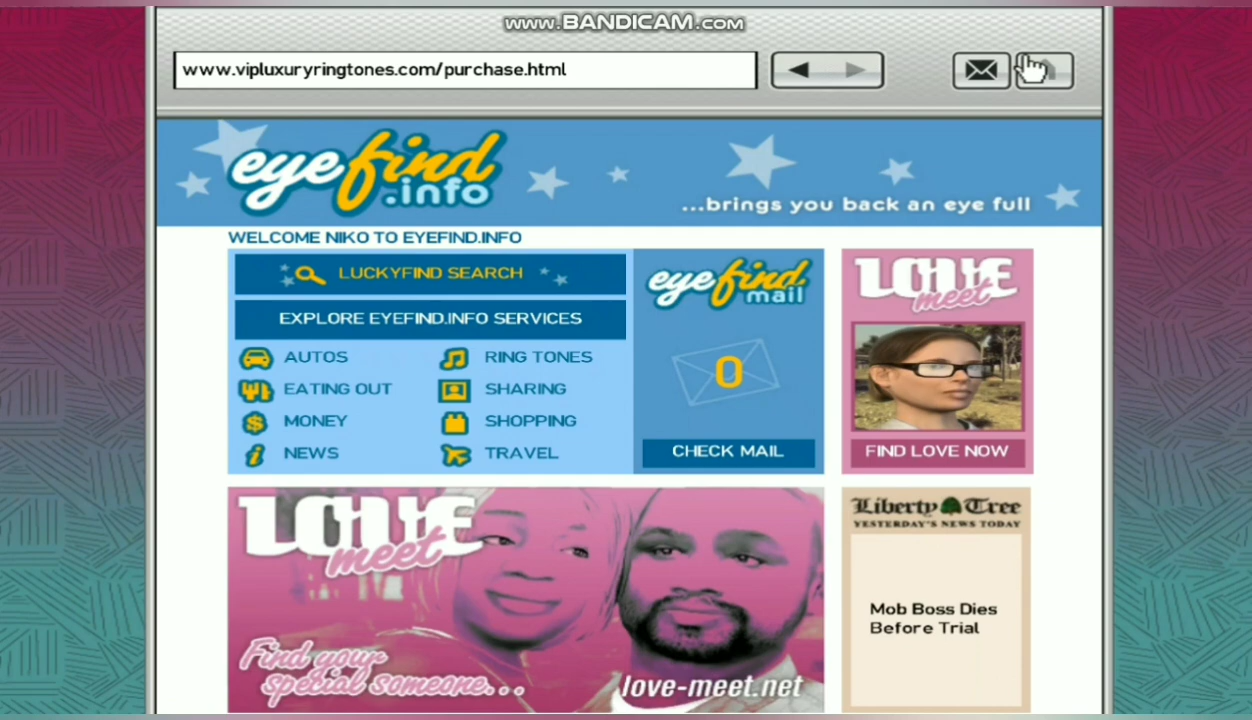 www.BANDICAM.com
www.vipluxuryringtones.com/purchase.html
eyefind.info
...brings you back an eye full
WELCOME NIKO TO EYEFIND.INFO
LUCKYFIND SEARCH
EXPLORE EYEFIND.INFO SERVICES
AUTOS
RING TONES
EATING OUT
SHARING
MONEY
SHOPPING
NEWS
TRAVEL
eyefind
mail
0
CHECK MAIL
LOVE
meet
FIND LOVE NOW
LOVE
meet
Find your
special someone...
love-meet.net
Liberty Tree
YESTERDAY'S NEWS TODAY
Mob Boss Dies
Before Trial